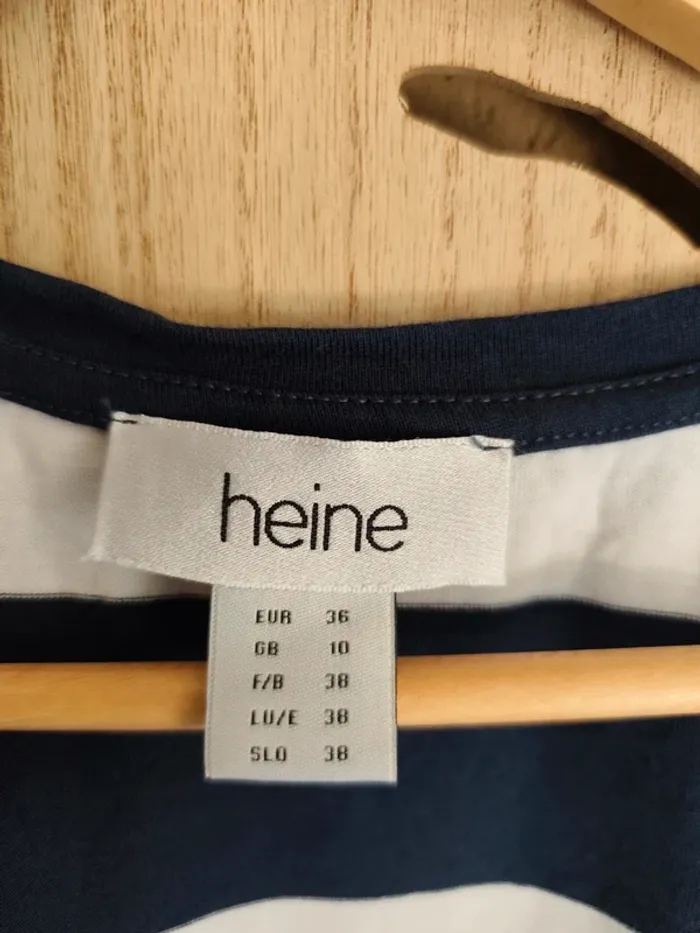 heine
EUR 36
GB 10
F/B 38
LU/E 38
SLO 38